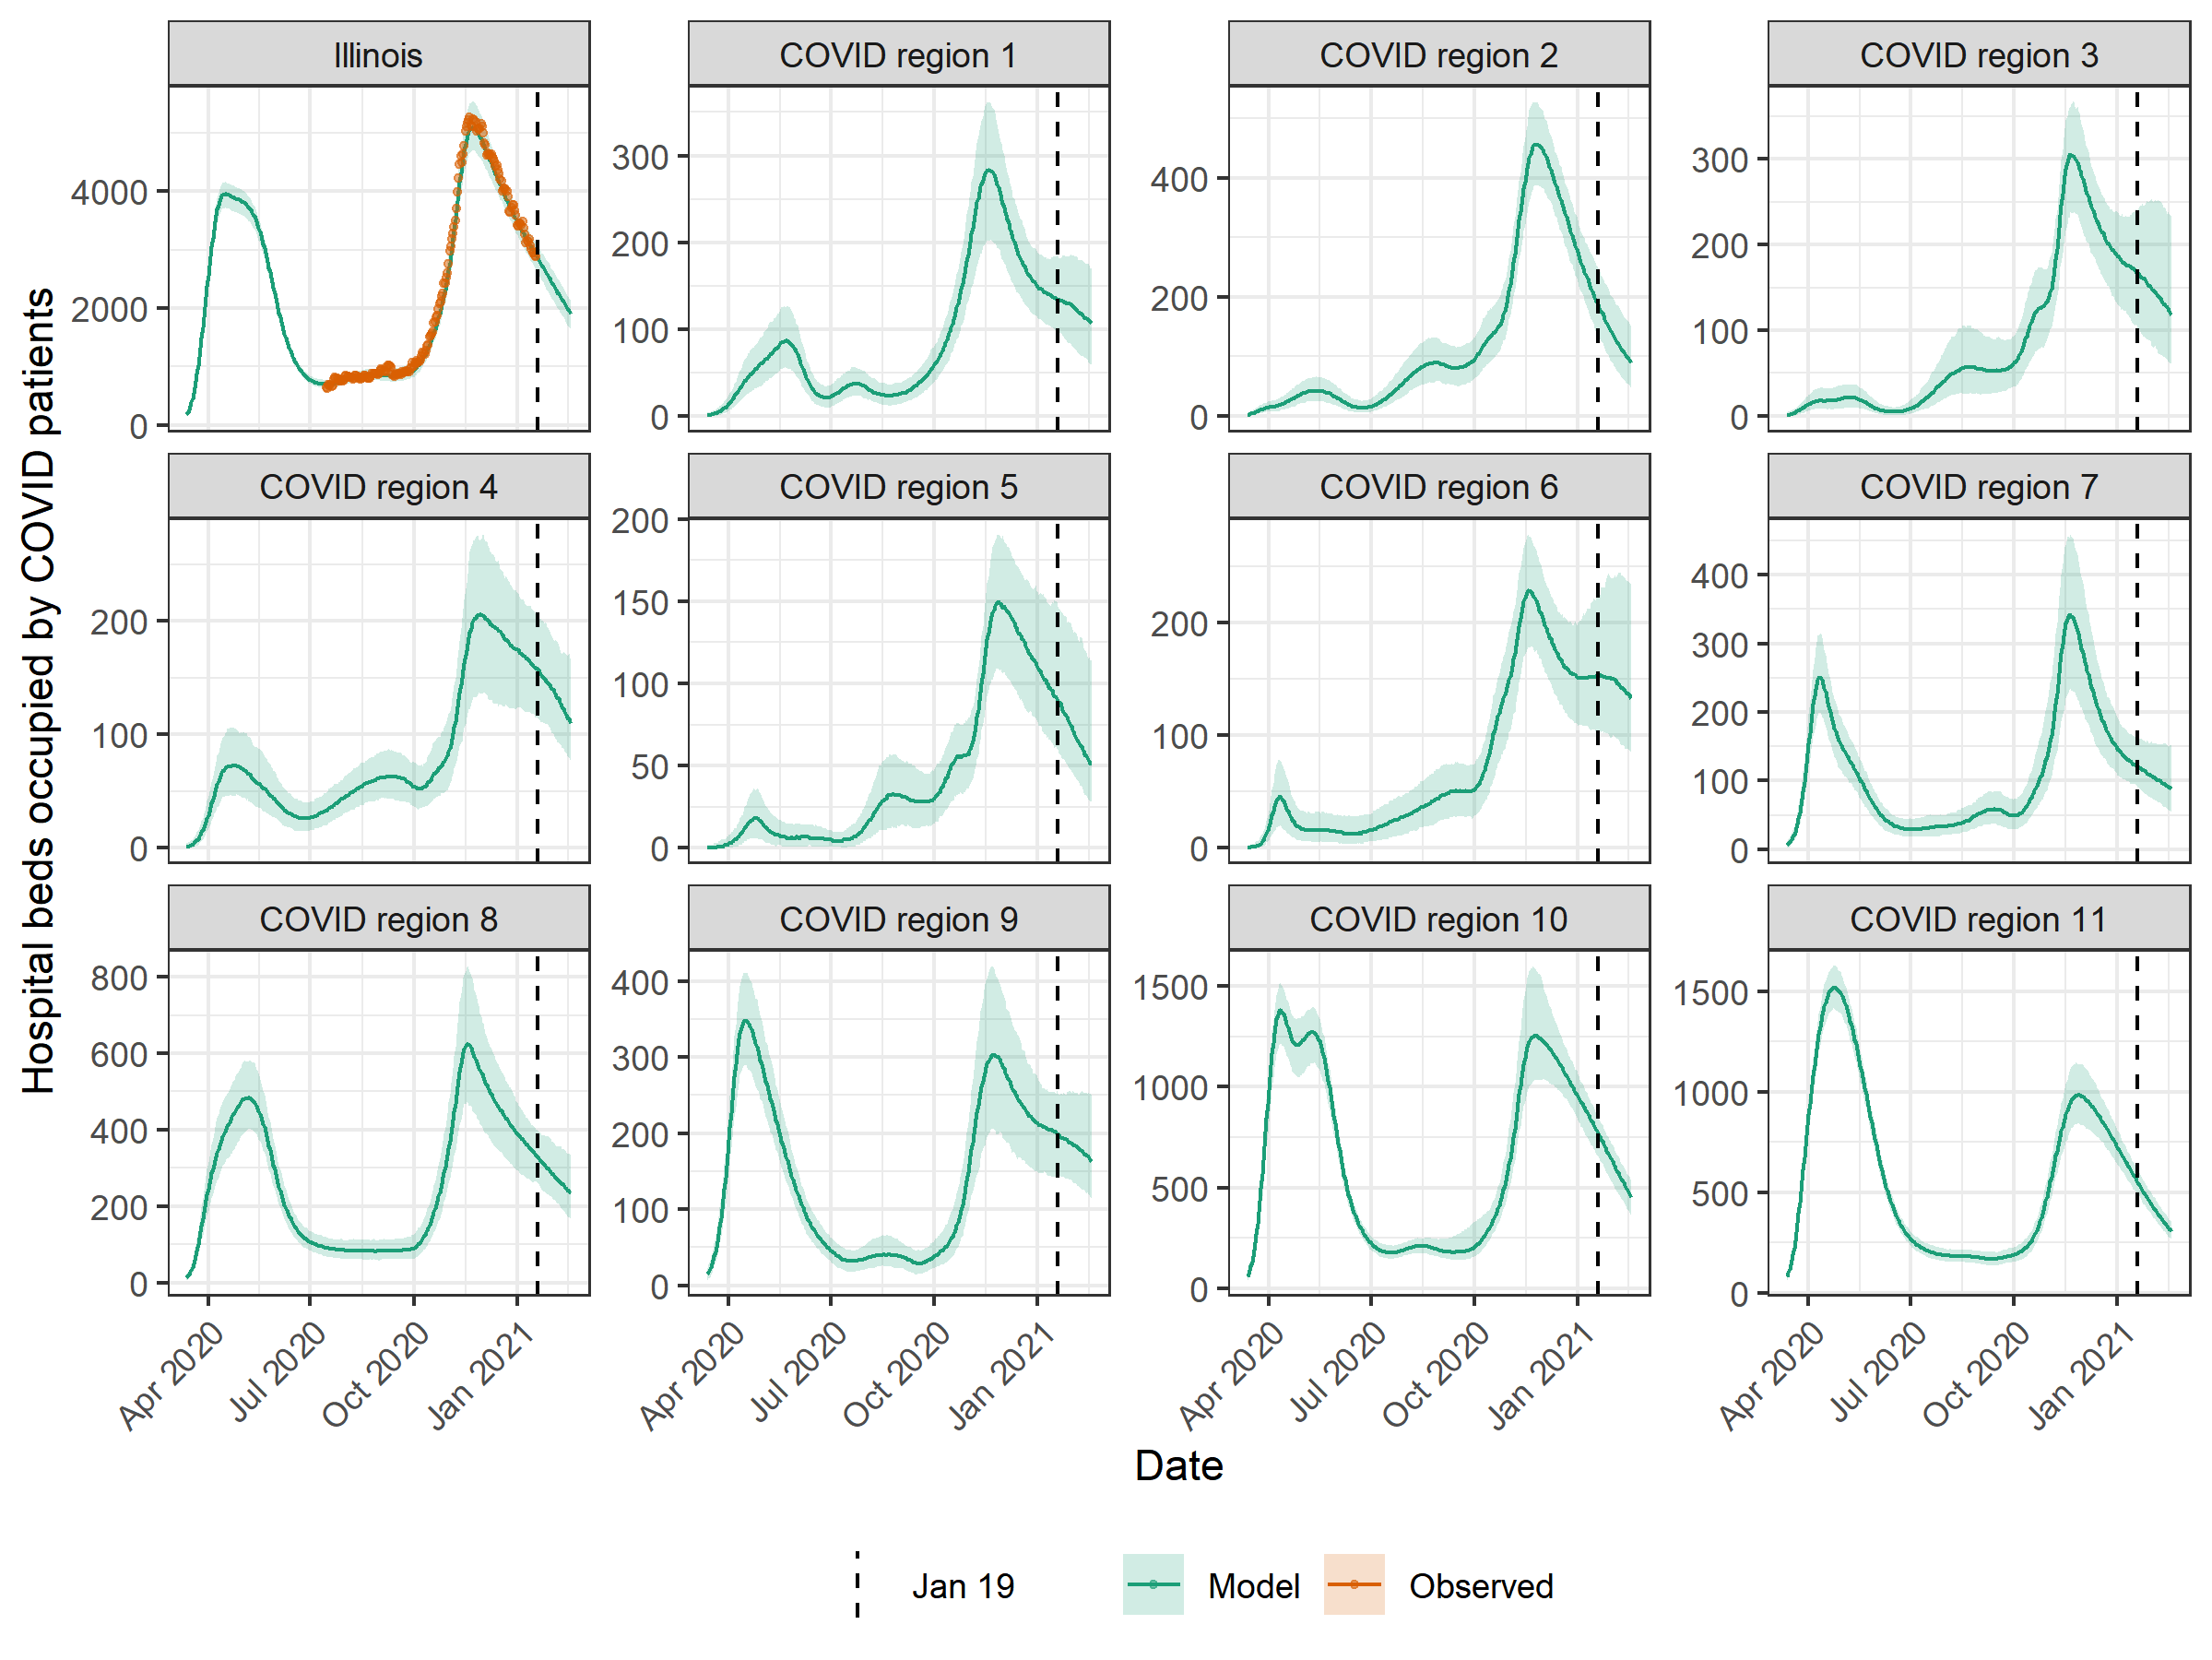 Hospital beds occupied by COVID patients
Illinois
COVID region 1
COVID region 2
COVID region 3
4000
2000
0
300
200
100
0
400
200
0
300
200
100
0
COVID region 4
COVID region 5
COVID region 6
COVID region 7
200
100
0
200
150
100
50
0
200
100
0
400
300
200
100
0
COVID region 8
COVID region 9
COVID region 10
COVID region 11
800
600
400
200
0
400
300
200
100
0
1500
1000
500
0
1500
1000
500
0
Apr 2020
Jul 2020
Oct 2020
Jan 2021
Apr 2020
Jul 2020
Oct 2020
Jan 2021
Apr 2020
Jul 2020
Oct 2020
Jan 2021
Apr 2020
Jul 2020
Oct 2020
Jan 2021
Date
Jan 19
Model
Observed